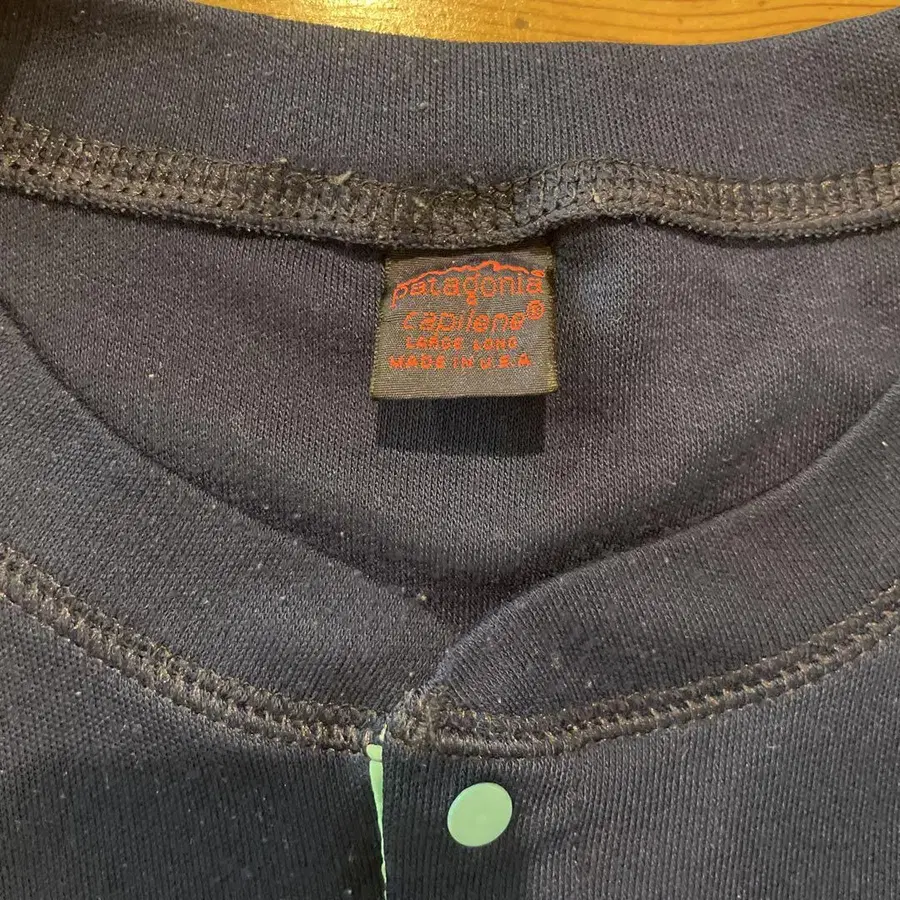 patagonia
capilene®
LARGE LONG
MADE IN U.S.A.